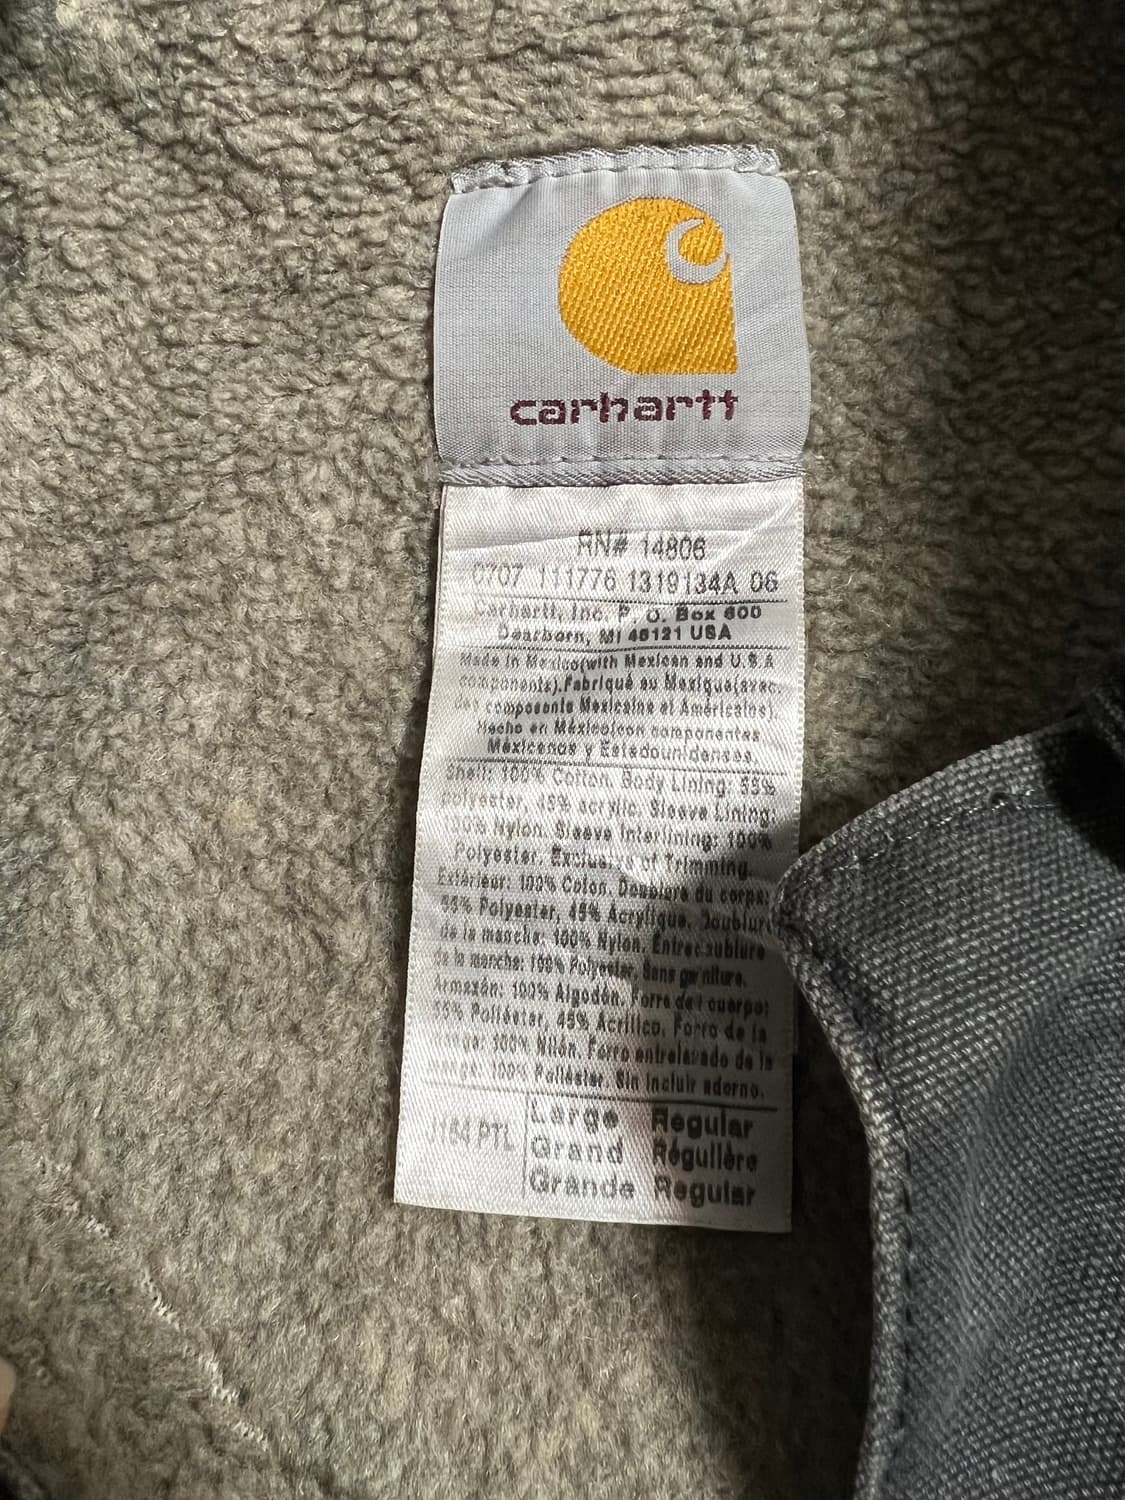 carhartt
RN# 14806
0707 111776 1319134A 06
Carhartt, Inc. P. O. Box 600
Dearborn, MI 48121 USA
Made in Mexico(with Mexican and U.S.A
components).Fabriqué au Mexique(avec
des composants Mexicains et Américains).
Hecho en México(con componentes
Mexicanos y Estadounidenses.
Shell: 100% Cotton. Body Lining: 55%
polyester, 45% acrylic. Sleeve Lining:
Nylon. Sleeve Interlining: 100%
Polyester. Exclusive of Trimming.
Extérieur: 100% Coton. Doublure du corps:
55% Polyester, 45% Acrylique. Doublure
de la manche: 100% Nylon. Entredoublure
de la manche: 100% Polyester. Sans garniture.
Armazón: 100% Algodón. Forro del cuerpo:
55% Poliéster, 45% Acrílico. Forro de la
manga: 100% Nilón. Forro entrelazado de la
manga: 100% Poliéster. Sin incluir adorno.
J164 PTL
Large Regular
Grand Régulière
Grande Regular